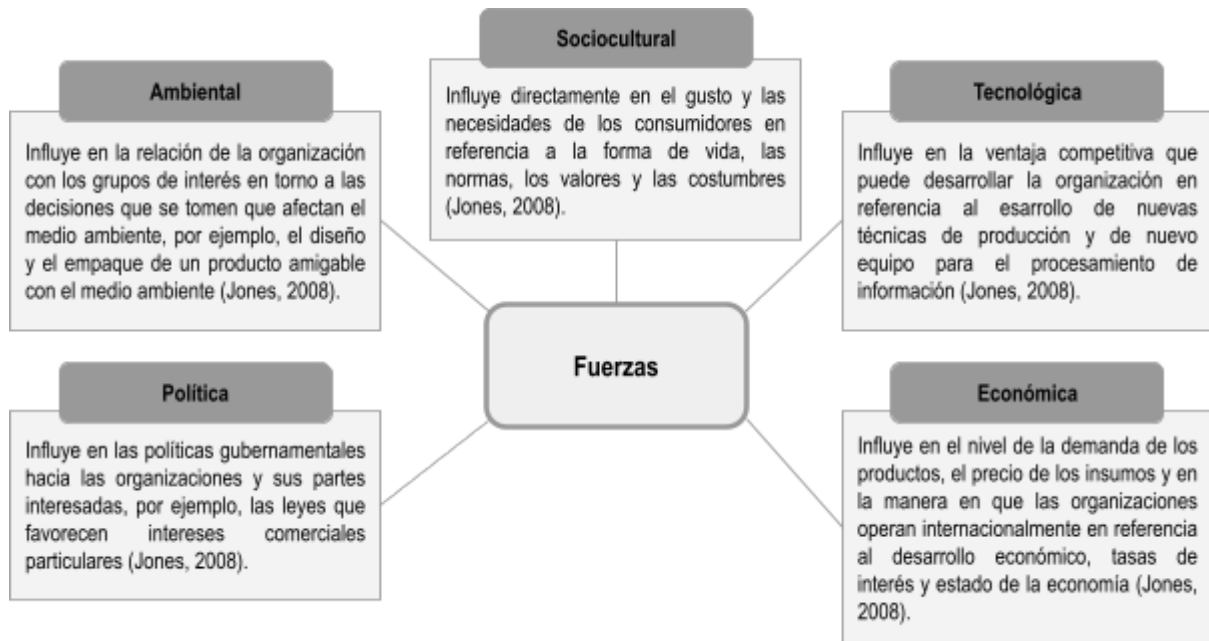 Sociocultural
Influye directamente en el gusto y las
necesidades de los consumidores en
referencia a la forma de vida, las
normas, los valores y las costumbres
(Jones, 2008).
Ambiental
Influye en la relación de la organización
con los grupos de interés en torno a las
decisiones que se tomen que afectan el
medio ambiente, por ejemplo, el diseño
y el empaque de un producto amigable
con el medio ambiente (Jones, 2008).
Tecnológica
Influye en la ventaja competitiva que
puede desarrollar la organización en
referencia al esarrollo de nuevas
técnicas de producción y de nuevo
equipo para el procesamiento de
información (Jones, 2008).
Fuerzas
Política
Influye en las políticas gubernamentales
hacia las organizaciones y sus partes
interesadas, por ejemplo, las leyes que
favorecen intereses comerciales
particulares (Jones, 2008).
Económica
Influye en el nivel de la demanda de los
productos, el precio de los insumos y en
la manera en que las organizaciones
operan internacionalmente en referencia
al desarrollo económico, tasas de
interés y estado de la economía (Jones,
2008).